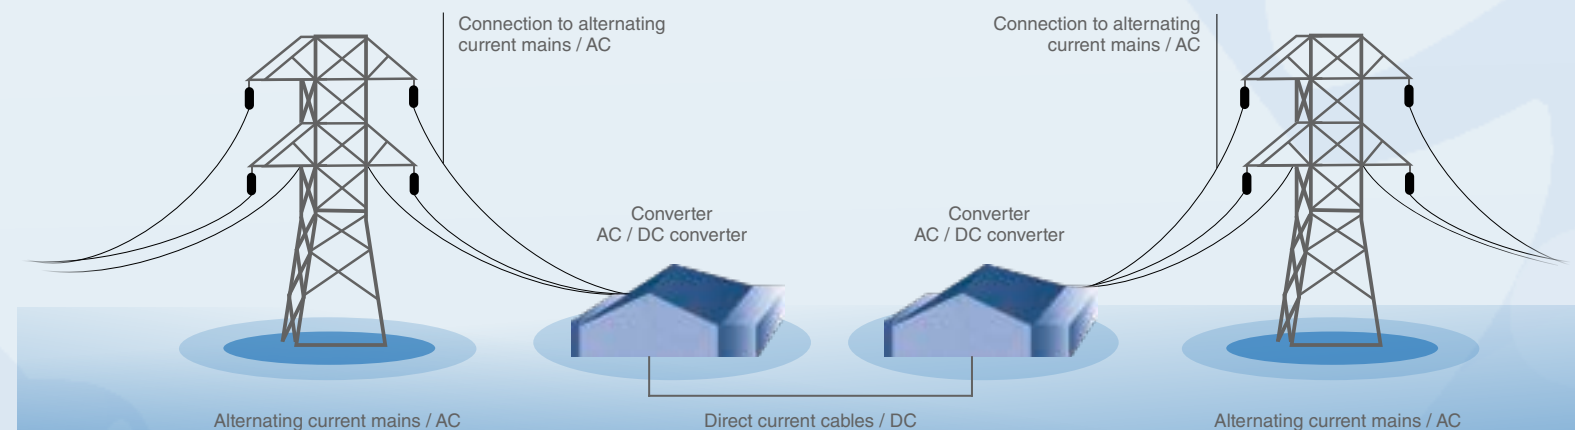 Connection to alternating
current mains / AC
Connection to alternating
current mains / AC
Converter
AC / DC converter
Converter
AC / DC converter
Alternating current mains / AC
Direct current cables / DC
Alternating current mains / AC